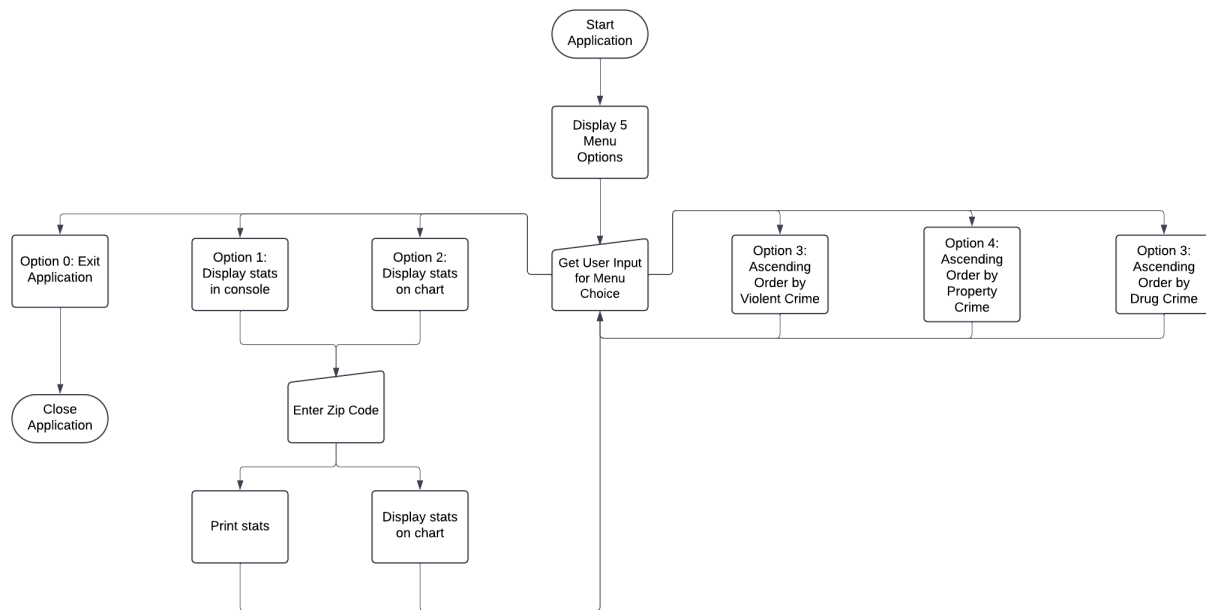 Start
Application
Display 5
Menu
Options
Get User Input
for Menu
Choice
Option 0: Exit
Application
Option 1:
Display stats
in console
Option 2:
Display stats
on chart
Option 3:
Ascending
Order by
Violent Crime
Option 4:
Ascending
Order by
Property
Crime
Option 3:
Ascending
Order by
Drug Crime
Enter Zip Code
Close
Application
Print stats
Display stats
on chart